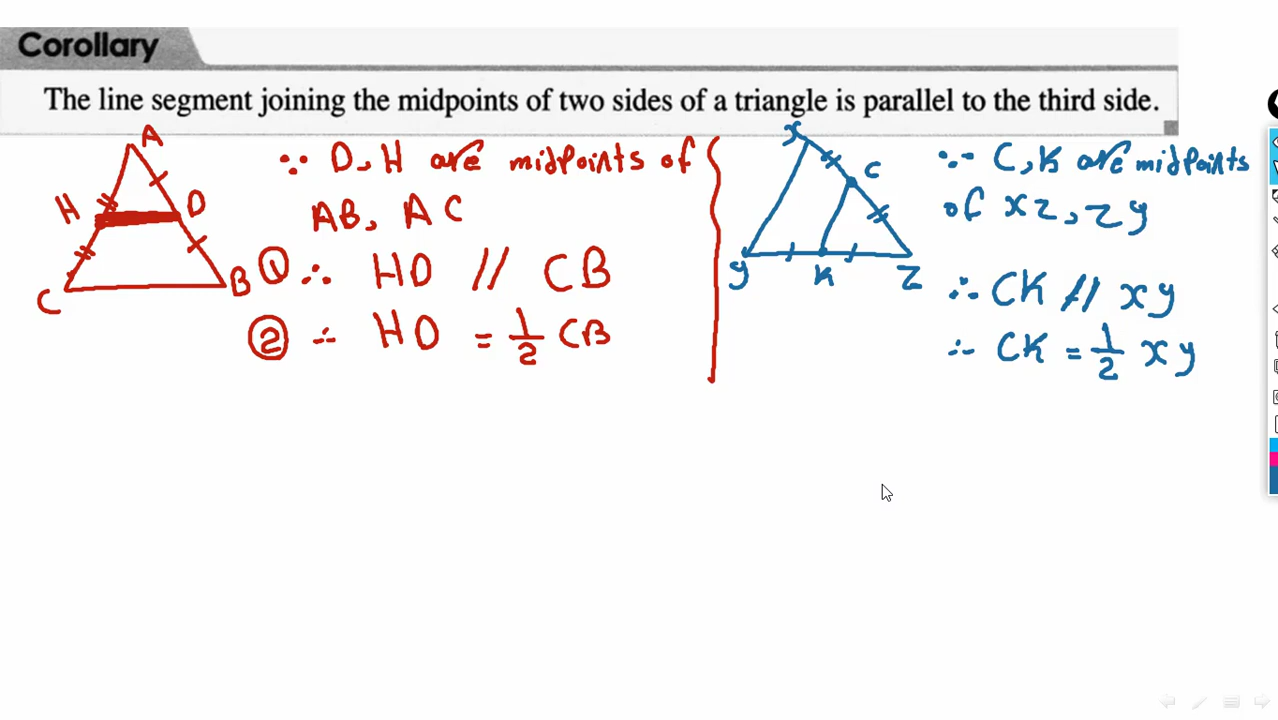 Corollary
The line segment joining the midpoints of two sides of a triangle is parallel to the third side.
A
H
D
C
B
∵ D, H are midpoints of
AB, AC
① ∴ HD // CB
② ∴ HD = 1/2 CB
X
C
y
K
Z
∵ C, K are midpoints
of XZ, Zy
∴ CK // Xy
∴ CK = 1/2 Xy